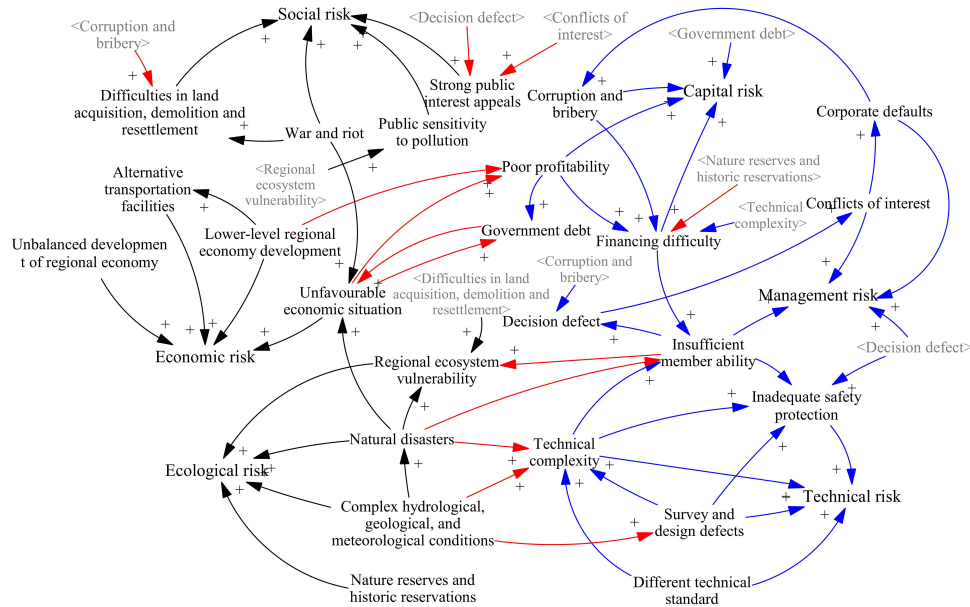 Social risk
<Decision defect>
<Conflicts of
interest>
<Corruption and
bribery>
<Government debt>
Difficulties in land
acquisition, demolition and
resettlement
Strong public
interest appeals
Corruption and
bribery
Capital risk
Corporate defaults
War and riot
Public sensitivity
to pollution
Alternative
transportation
facilities
<Regional
ecosystem
vulnerability>
Poor profitability
<Nature reserves and
historic reservations>
<Technical
complexity>
Conflicts of interest
Unbalanced developmen
t of regional economy
Lower-level regional
economy development
Government debt
Financing difficulty
<Corruption and
bribery>
<Difficulties in land
acquisition, demolition and
resettlement>
Unfavourable
economic situation
Management risk
Decision defect
Economic risk
Insufficient
member ability
<Decision defect>
Regional ecosystem
vulnerability
Inadequate safety
protection
Natural disasters
Technical
complexity
Ecological risk
Technical risk
Complex hydrological,
geological, and
meteorological conditions
Survey and
design defects
Nature reserves and
historic reservations
Different technical
standard